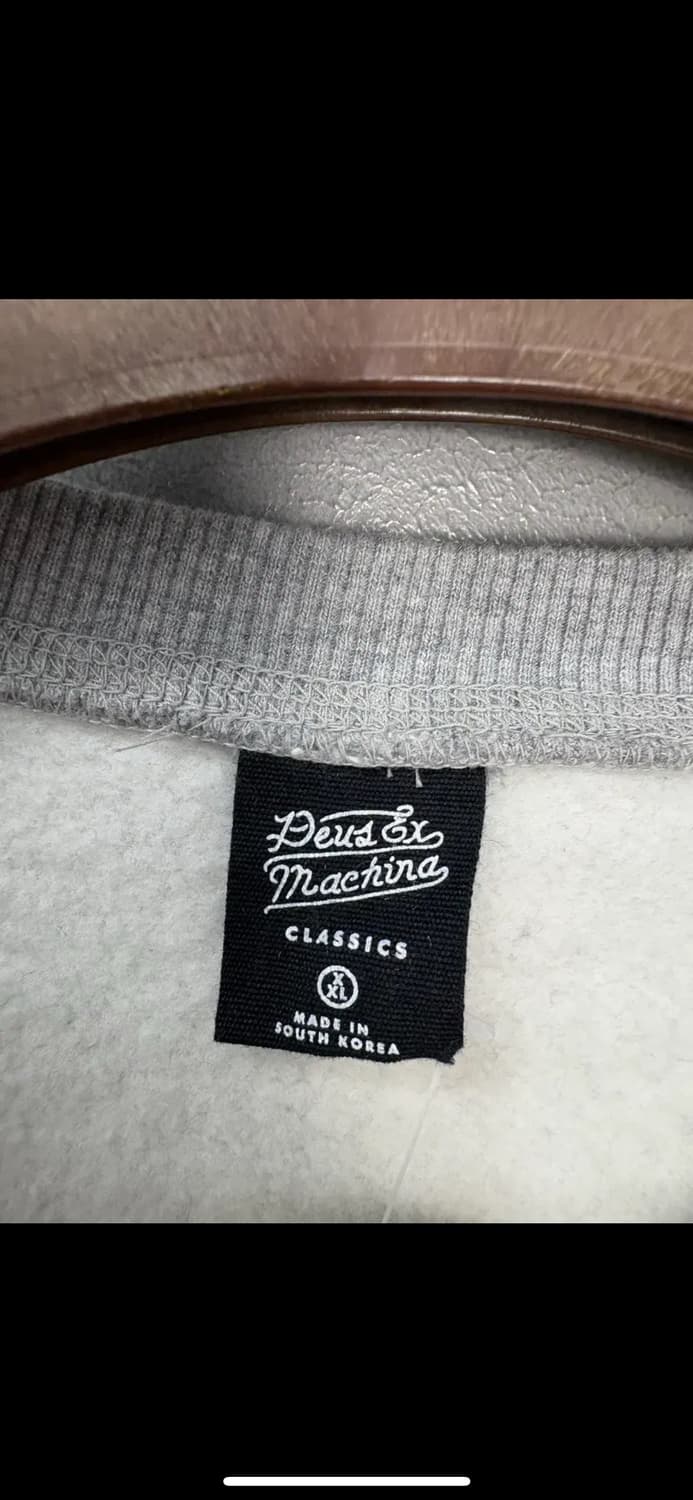 Deus Ex
Machina
CLASSICS
X
XL
MADE IN
SOUTH KOREA